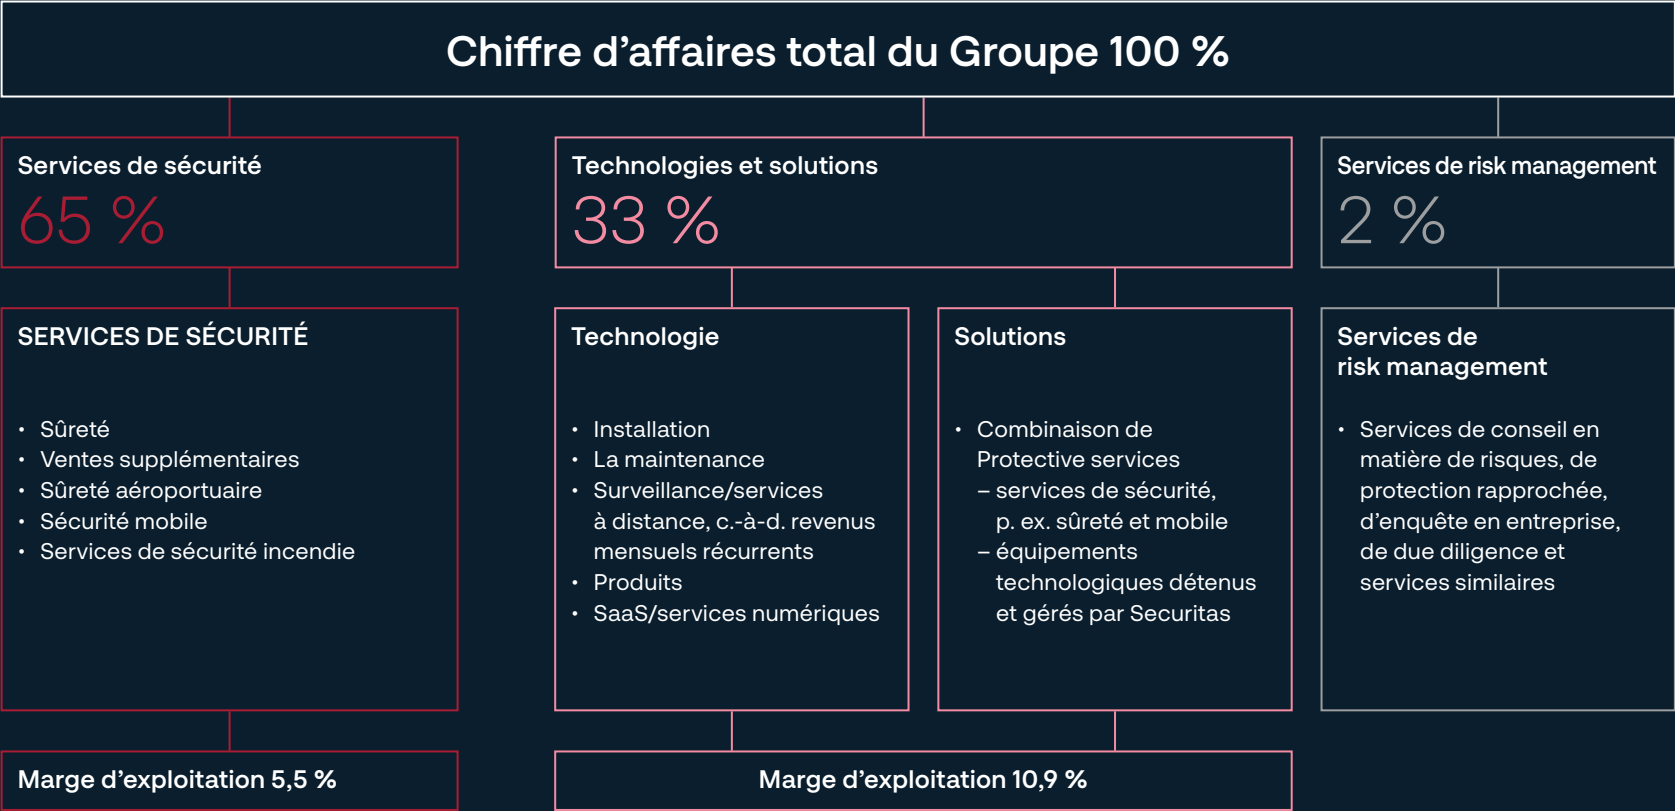 Chiffre d’affaires total du Groupe 100 %
Services de sécurité
65 %
Technologies et solutions
33 %
Services de risk management
2 %
SERVICES DE SÉCURITÉ
• Sûreté
• Ventes supplémentaires
• Sûreté aéroportuaire
• Sécurité mobile
• Services de sécurité incendie
Technologie
• Installation
• La maintenance
• Surveillance/services
à distance, c.-à-d. revenus
mensuels récurrents
• Produits
• SaaS/services numériques
Solutions
• Combinaison de
Protective services
– services de sécurité,
p. ex. sûreté et mobile
– équipements
technologiques détenus
et gérés par Securitas
Services de
risk management
• Services de conseil en
matière de risques, de
protection rapprochée,
d’enquête en entreprise,
de due diligence et
services similaires
Marge d’exploitation 5,5 %
Marge d’exploitation 10,9 %